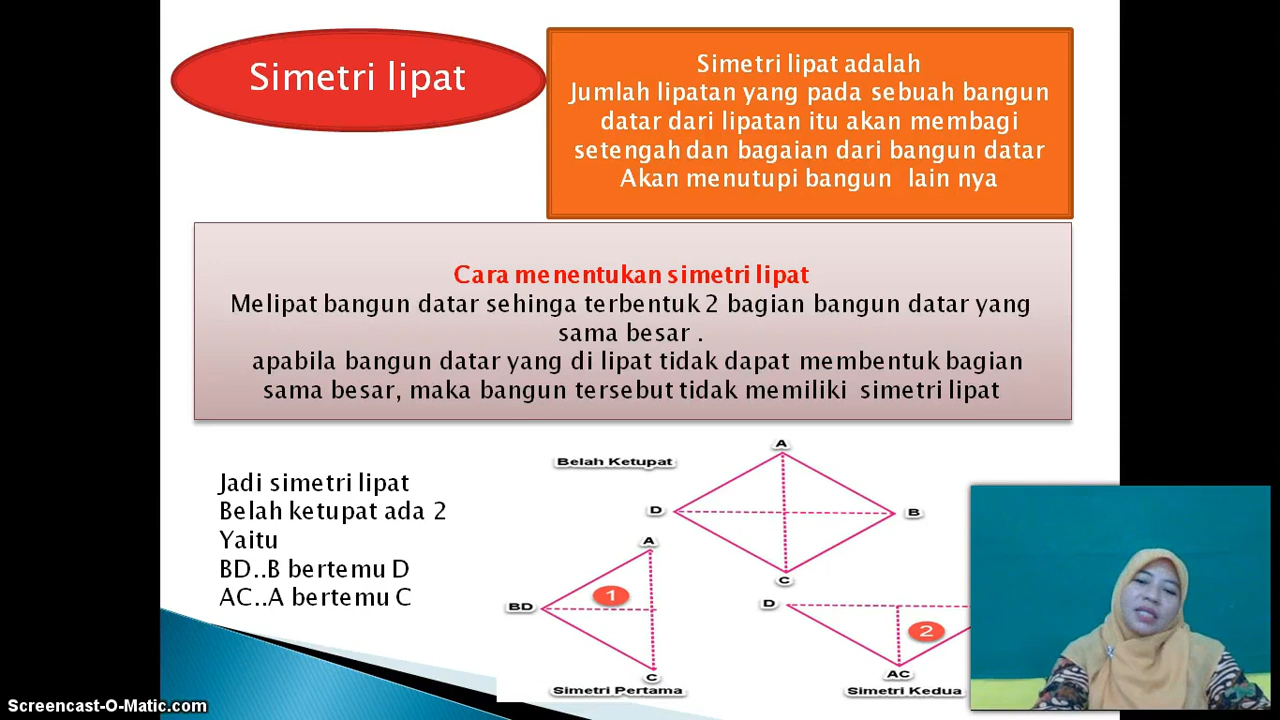 Simetri lipat
Simetri lipat adalah
Jumlah lipatan yang pada sebuah bangun
datar dari lipatan itu akan membagi
setengah dan bagaian dari bangun datar
Akan menutupi bangun lain nya
Cara menentukan simetri lipat
Melipat bangun datar sehinga terbentuk 2 bagian bangun datar yang
sama besar .
apabila bangun datar yang di lipat tidak dapat membentuk bagian
sama besar, maka bangun tersebut tidak memiliki simetri lipat
Jadi simetri lipat
Belah ketupat ada 2
Yaitu
BD..B bertemu D
AC..A bertemu C
Belah Ketupat
A
D
B
C
A
BD
1
C
Simetri Pertama
D
2
AC
Simetri Kedua
Screencast-O-Matic.com